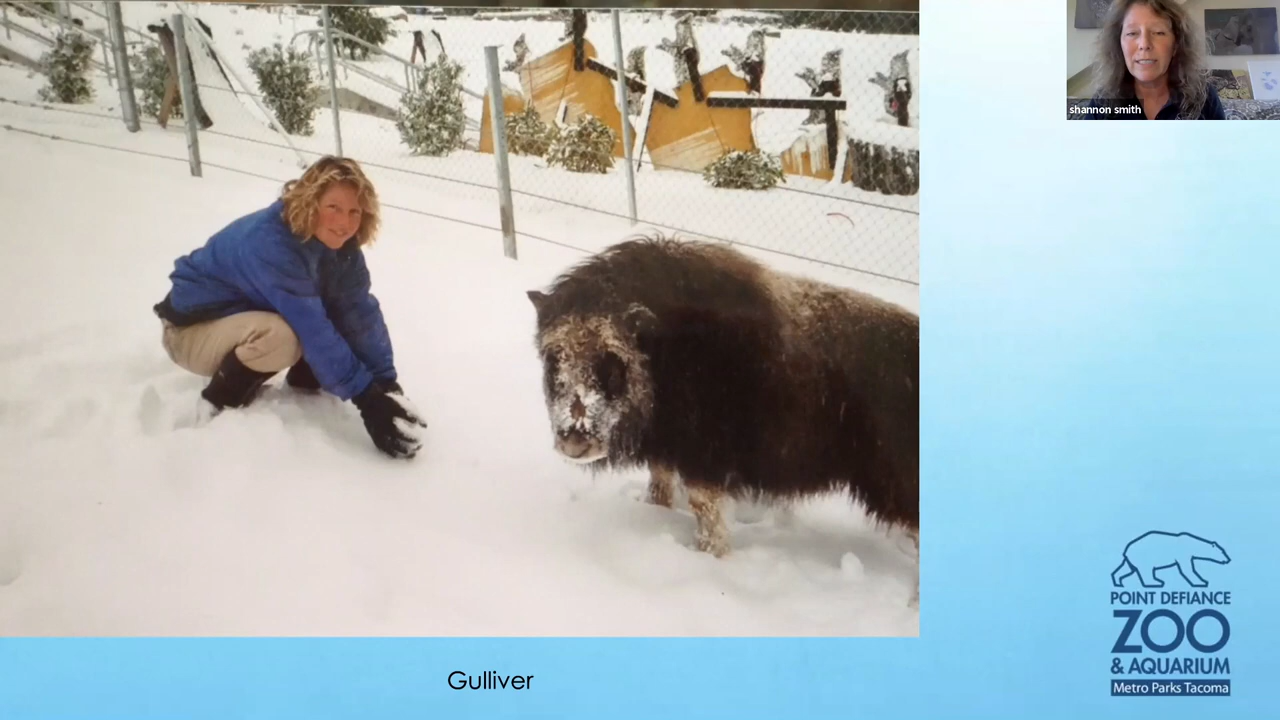 shannon smith
Gulliver
POINT DEFIANCE
ZOO
& AQUARIUM
Metro Parks Tacoma